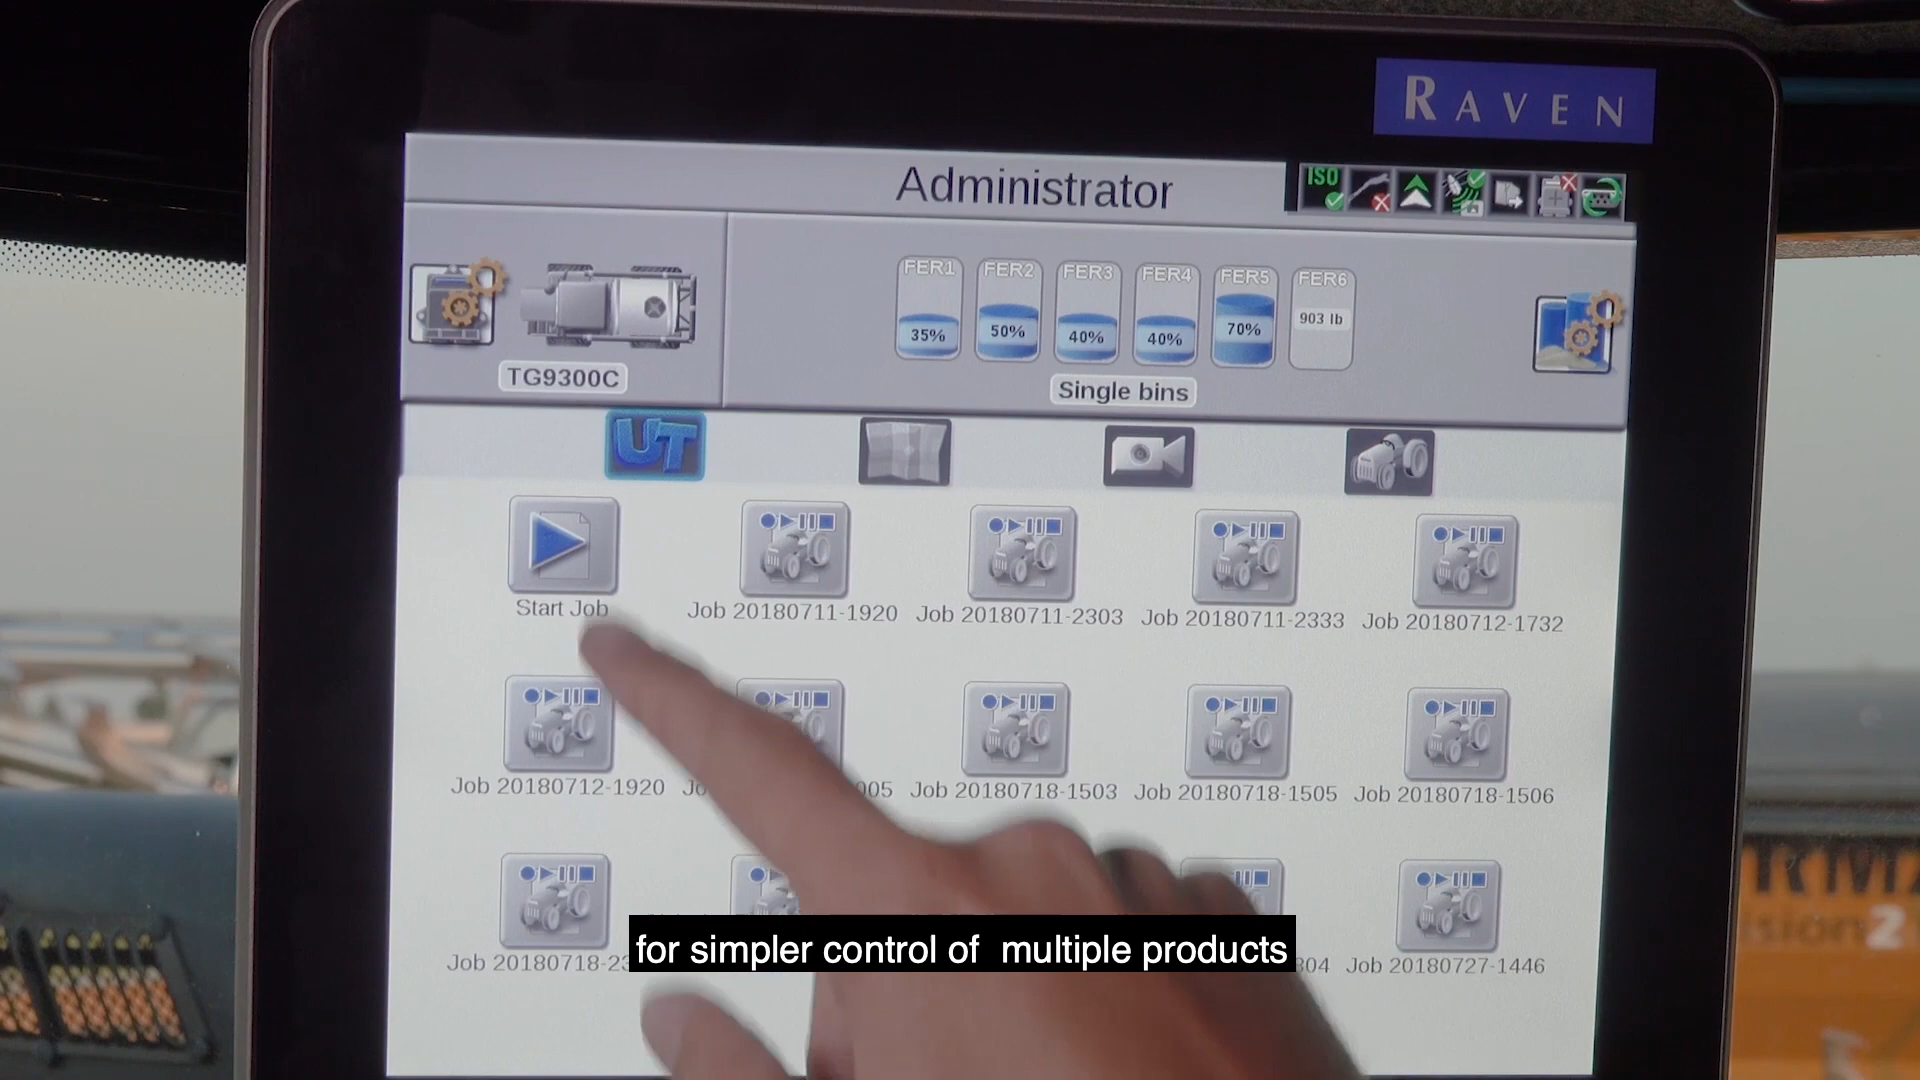 RAVEN
Administrator
ISO
FER1 FER2 FER3 FER4 FER5 FER6
35% 50% 40% 40% 70% 903 lb
TG9300C
Single bins
UT
Start Job
Job 20180711-1920
Job 20180711-2303
Job 20180711-2333
Job 20180712-1732
Job 20180712-1920
Job 20180718-1503
Job 20180718-1505
Job 20180718-1506
Job 20180727-1446
for simpler control of multiple products